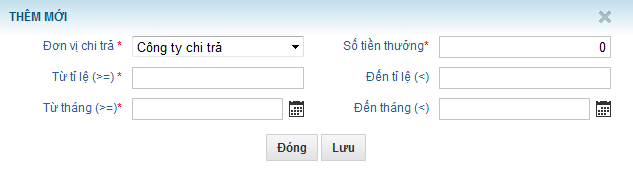 THÊM MỚI
Đơn vị chi trả * Công ty chi trả Số tiền thưởng* 0
Từ tỉ lệ (>=) * Đến tỉ lệ (<)
Từ tháng (>=)* Đến tháng (<)
Đóng Lưu